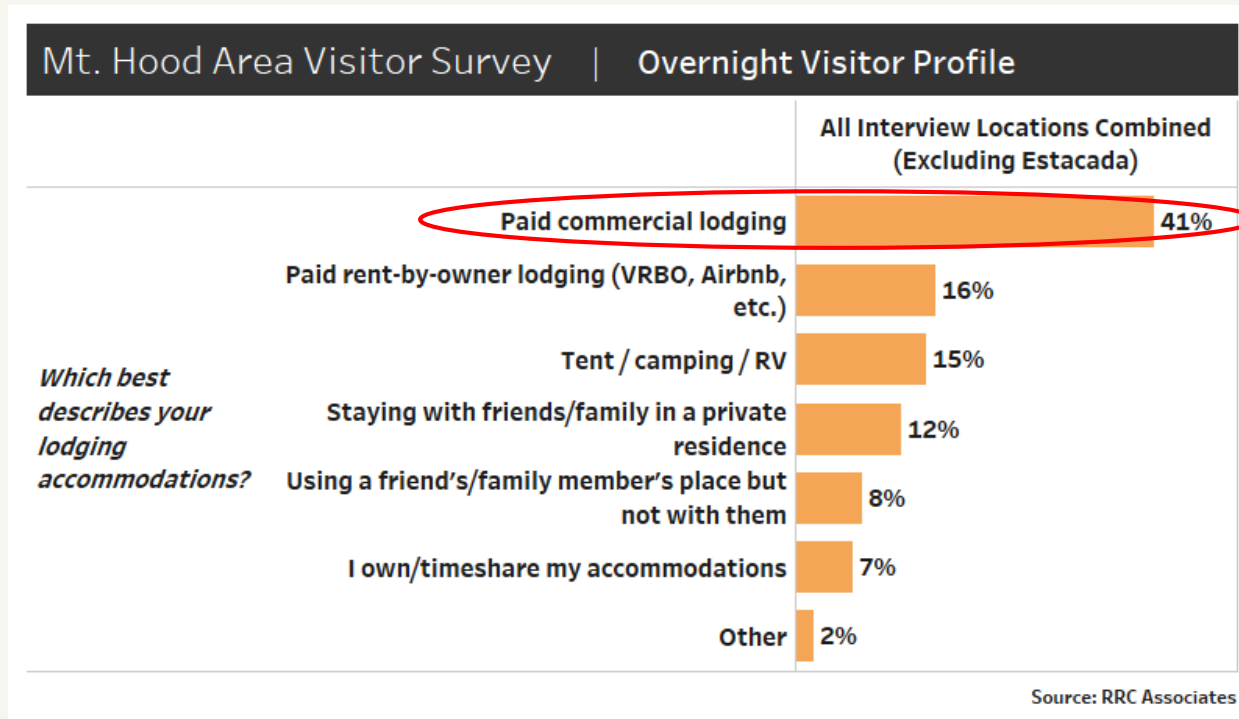 Mt. Hood Area Visitor Survey | Overnight Visitor Profile
All Interview Locations Combined
(Excluding Estacada)
Which best
describes your
lodging
accommodations?
Paid commercial lodging 41%
Paid rent-by-owner lodging (VRBO, Airbnb,
etc.) 16%
Tent / camping / RV 15%
Staying with friends/family in a private
residence 12%
Using a friend's/family member's place but
not with them 8%
I own/timeshare my accommodations 7%
Other 2%
Source: RRC Associates